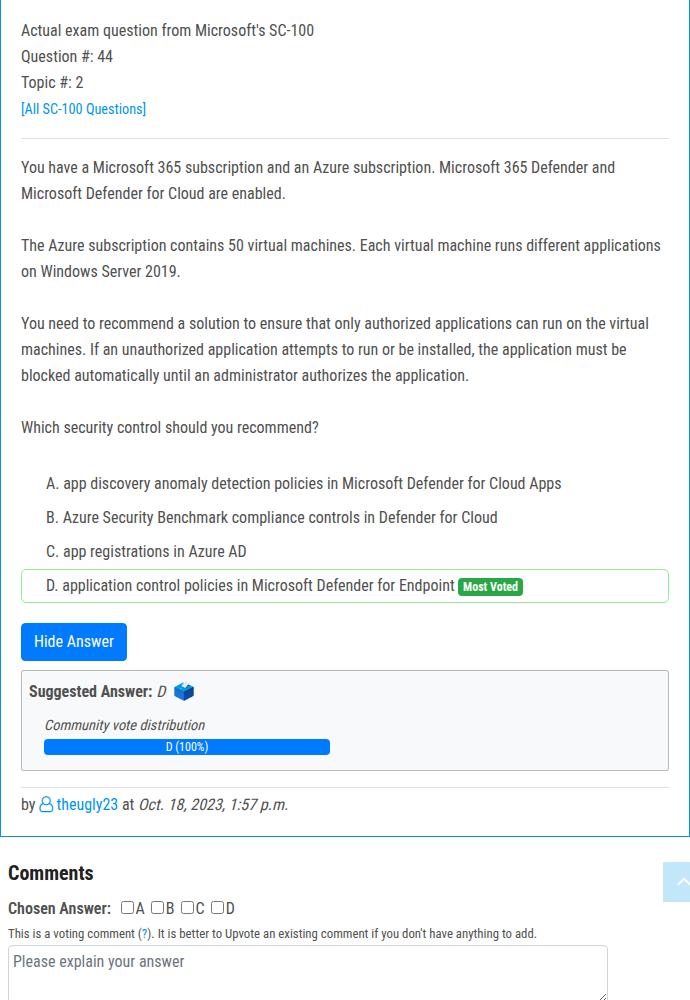 Actual exam question from Microsoft's SC-100
Question #: 44
Topic #: 2
[All SC-100 Questions]
You have a Microsoft 365 subscription and an Azure subscription. Microsoft 365 Defender and
Microsoft Defender for Cloud are enabled.
The Azure subscription contains 50 virtual machines. Each virtual machine runs different applications
on Windows Server 2019.
You need to recommend a solution to ensure that only authorized applications can run on the virtual
machines. If an unauthorized application attempts to run or be installed, the application must be
blocked automatically until an administrator authorizes the application.
Which security control should you recommend?
A. app discovery anomaly detection policies in Microsoft Defender for Cloud Apps
B. Azure Security Benchmark compliance controls in Defender for Cloud
C. app registrations in Azure AD
D. application control policies in Microsoft Defender for Endpoint Most Voted
Hide Answer
Suggested Answer: D
Community vote distribution
D (100%)
by theugly23 at Oct. 18, 2023, 1:57 p.m.
Comments
Chosen Answer: A B C D
This is a voting comment (?). It is better to Upvote an existing comment if you don't have anything to add.
Please explain your answer